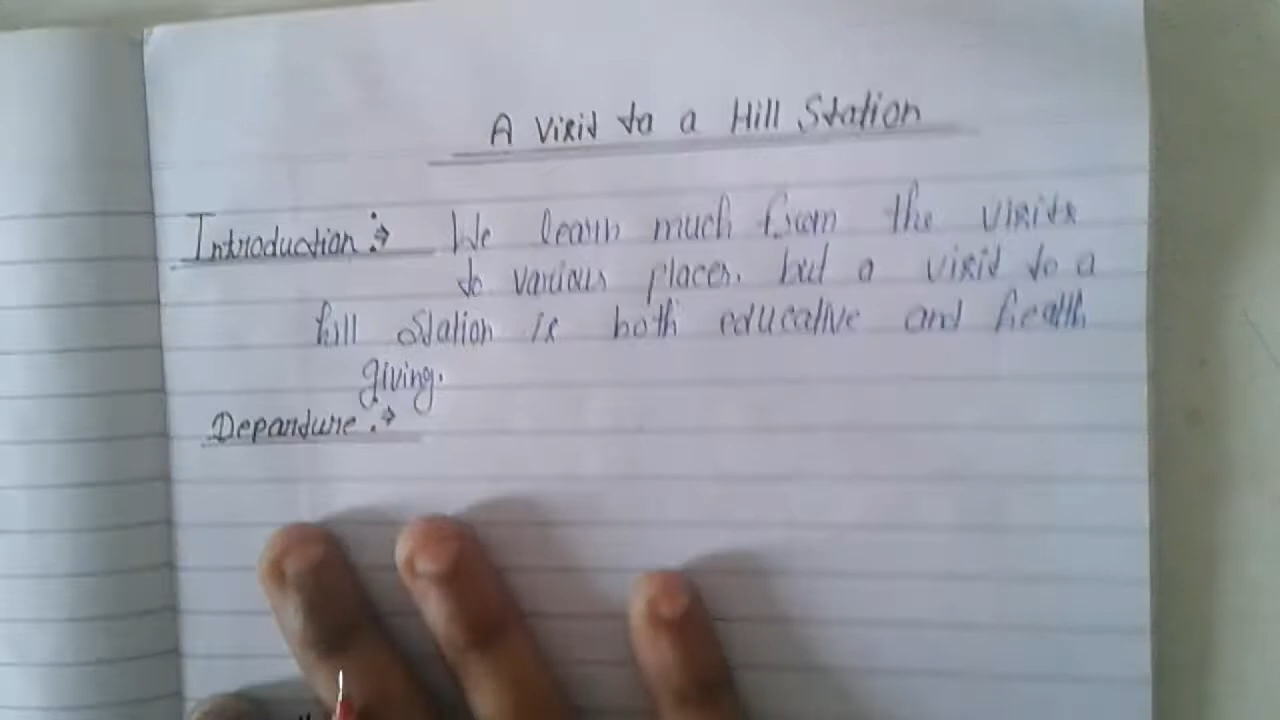 A Visit to a Hill Station
Introduction :→ We learn much from the visits
to various places. but a visit to a
hill Station is both educative and health
giving.
Departure :→